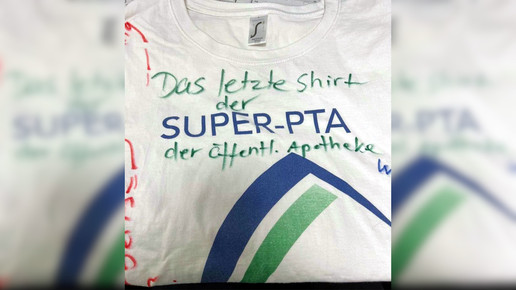 Das letzte Shirt
der
SUPER-PTA
der öffentl. Apotheke